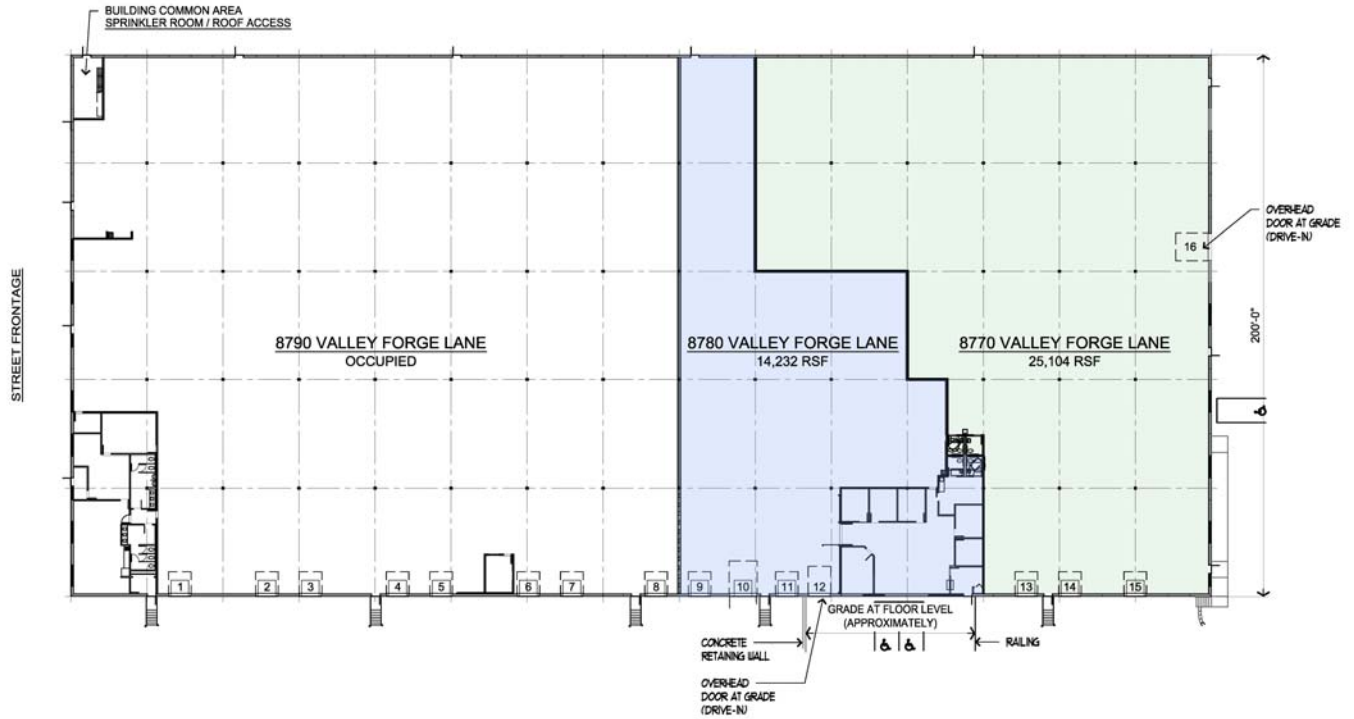 BUILDING COMMON AREA
SPRINKLER ROOM / ROOF ACCESS
STREET FRONTAGE
8790 VALLEY FORGE LANE
OCCUPIED
8780 VALLEY FORGE LANE
14,232 RSF
8770 VALLEY FORGE LANE
25,104 RSF
OVERHEAD
DOOR AT GRADE
(DRIVE-IN)
16
200'-0"
1
2
3
4
5
6
7
8
9
10
11
12
13
14
15
GRADE AT FLOOR LEVEL
(APPROXIMATELY)
CONCRETE
RETAINING WALL
RAILING
OVERHEAD
DOOR AT GRADE
(DRIVE-IN)